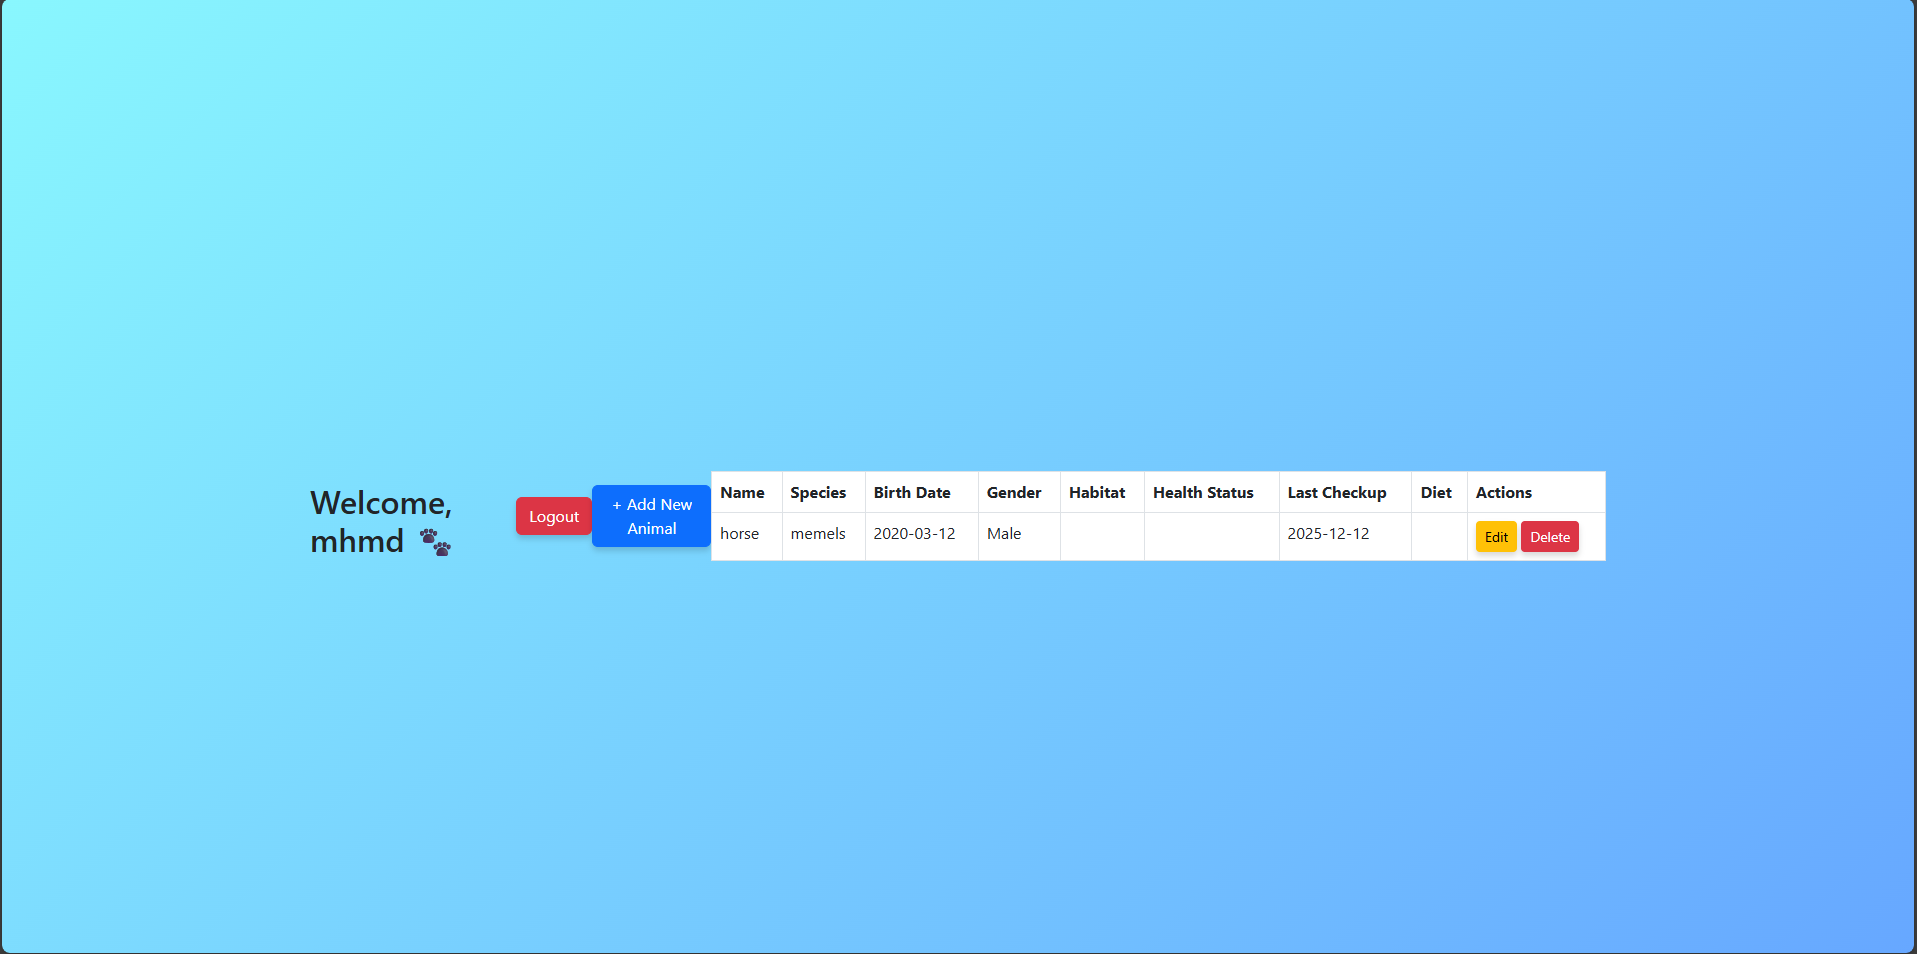 Welcome,
mhmd 🐾
Logout
+ Add New
Animal
Name Species Birth Date Gender Habitat Health Status Last Checkup Diet Actions
horse memels 2020-03-12 Male 2025-12-12 Edit Delete